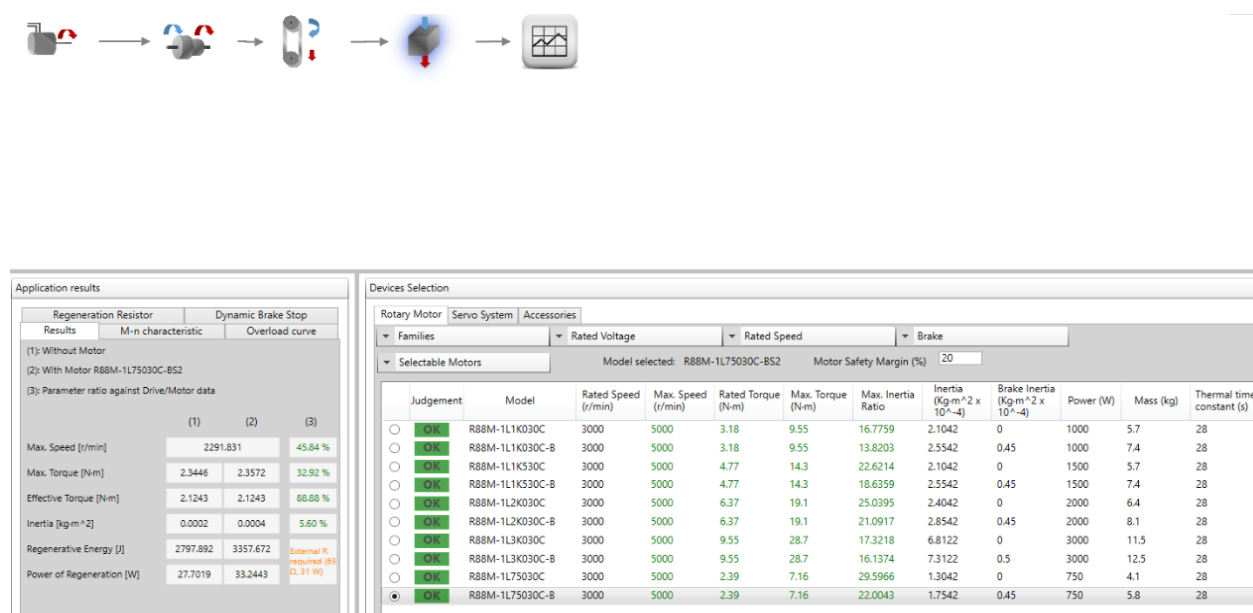 Application results
Regeneration Resistor Dynamic Brake Stop
Results M-n characteristic Overload curve
(1): Without Motor
(2): With Motor R88M-1L75030C-BS2
(3): Parameter ratio against Drive/Motor data
(1) (2) (3)
Max. Speed [r/min] 2291.831 45.84 %
Max. Torque [N·m] 2.3446 2.3572 32.92 %
Effective Torque [N·m] 2.1243 2.1243 88.88 %
Inertia [kg·m^2] 0.0002 0.0004 5.60 %
Regenerative Energy [J] 2797.892 3357.672
External R
required (65
Ω, 31 W)
Power of Regeneration [W] 27.7019 33.2443
Devices Selection
Rotary Motor Servo System Accessories
Families Rated Voltage Rated Speed Brake
Selectable Motors Model selected: R88M-1L75030C-BS2 Motor Safety Margin (%) 20
Judgement Model Rated Speed (r/min) Max. Speed (r/min) Rated Torque (N·m) Max. Torque (N·m) Max. Inertia Ratio Inertia (Kg·m^2 x 10^-4) Brake Inertia (Kg·m^2 x 10^-4) Power (W) Mass (kg) Thermal time constant (s)
OK R88M-1L1K030C 3000 5000 3.18 9.55 16.7759 2.1042 0 1000 5.7 28
OK R88M-1L1K030C-B 3000 5000 3.18 9.55 13.8203 2.5542 0.45 1000 7.4 28
OK R88M-1L1K530C 3000 5000 4.77 14.3 22.6214 2.1042 0 1500 5.7 28
OK R88M-1L1K530C-B 3000 5000 4.77 14.3 18.6359 2.5542 0.45 1500 7.4 28
OK R88M-1L2K030C 3000 5000 6.37 19.1 25.0395 2.4042 0 2000 6.4 28
OK R88M-1L2K030C-B 3000 5000 6.37 19.1 21.0917 2.8542 0.45 2000 8.1 28
OK R88M-1L3K030C 3000 5000 9.55 28.7 17.3218 6.8122 0 3000 11.5 28
OK R88M-1L3K030C-B 3000 5000 9.55 28.7 16.1374 7.3122 0.5 3000 12.5 28
OK R88M-1L75030C 3000 5000 2.39 7.16 29.5966 1.3042 0 750 4.1 28
OK R88M-1L75030C-B 3000 5000 2.39 7.16 22.0043 1.7542 0.45 750 5.8 28